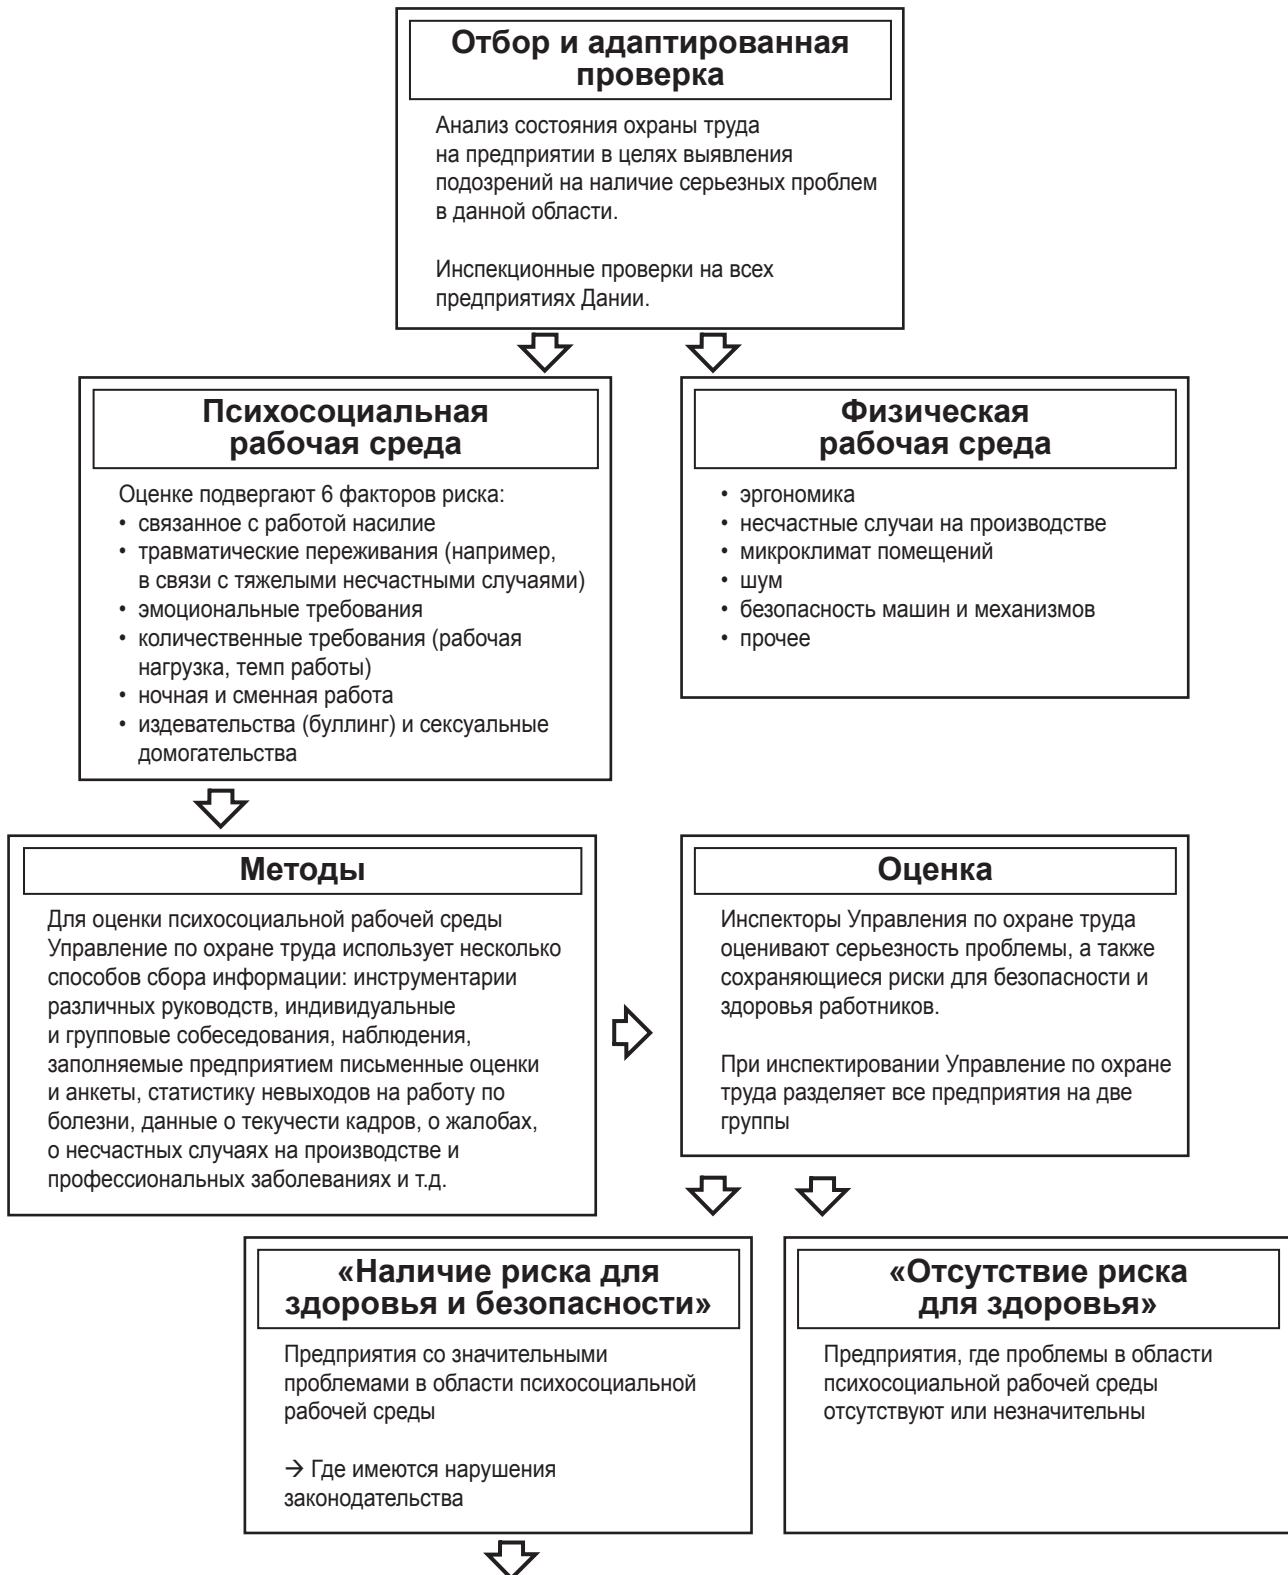 Отбор и адаптированная
проверка
Анализ состояния охраны труда
на предприятии в целях выявления
подозрений на наличие серьезных проблем
в данной области.
Инспекционные проверки на всех
предприятиях Дании.
Психосоциальная
рабочая среда
Оценке подвергают 6 факторов риска:
• связанное с работой насилие
• травматические переживания (например,
в связи с тяжелыми несчастными случаями)
• эмоциональные требования
• количественные требования (рабочая
нагрузка, темп работы)
• ночная и сменная работа
• издевательства (буллинг) и сексуальные
домогательства
Физическая
рабочая среда
• эргономика
• несчастные случаи на производстве
• микроклимат помещений
• шум
• безопасность машин и механизмов
• прочее
Методы
Для оценки психосоциальной рабочей среды
Управление по охране труда использует несколько
способов сбора информации: инструментарии
различных руководств, индивидуальные
и групповые собеседования, наблюдения,
заполняемые предприятием письменные оценки
и анкеты, статистику невыходов на работу по
болезни, данные о текучести кадров, о жалобах,
о несчастных случаях на производстве и
профессиональных заболеваниях и т.д.
Оценка
Инспекторы Управления по охране труда
оценивают серьезность проблемы, а также
сохраняющиеся риски для безопасности и
здоровья работников.
При инспектировании Управление по охране
труда разделяет все предприятия на две
группы
«Наличие риска для
здоровья и безопасности»
Предприятия со значительными
проблемами в области психосоциальной
рабочей среды
→ Где имеются нарушения
законодательства
«Отсутствие риска
для здоровья»
Предприятия, где проблемы в области
психосоциальной рабочей среды
отсутствуют или незначительны